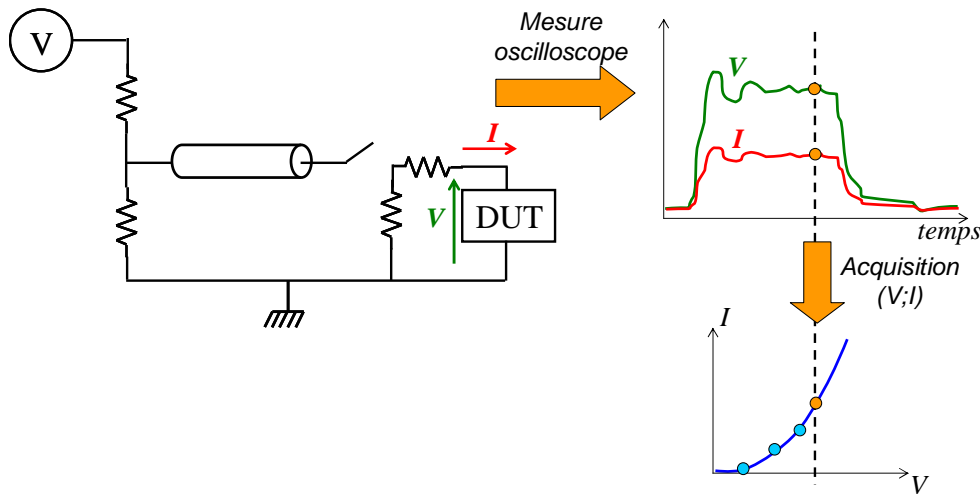 V
Mesure
oscilloscope
V
I
temps
I
V
DUT
Acquisition
(V;I)
I
V